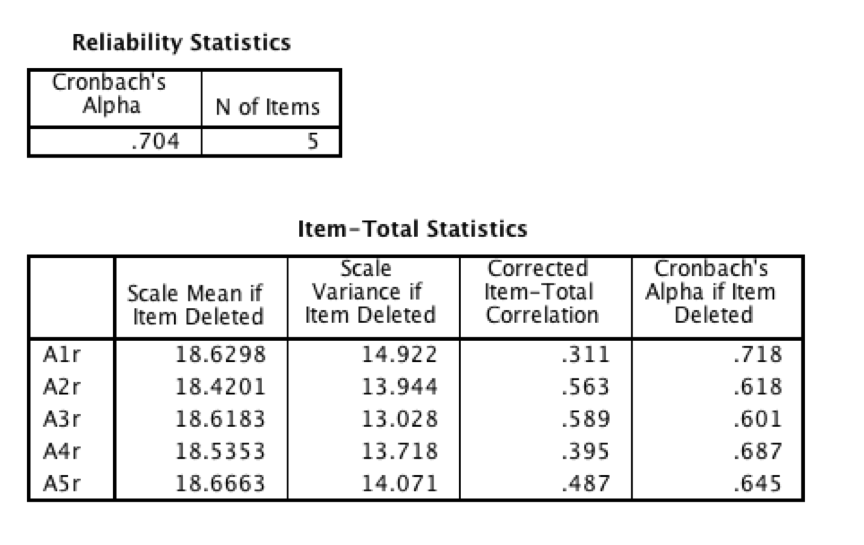 Reliability Statistics
Cronbach's
Alpha N of Items
.704 5
Item-Total Statistics
Scale Mean if
Item Deleted Scale
Variance if
Item Deleted Corrected
Item-Total
Correlation Cronbach's
Alpha if Item
Deleted
A1r 18.6298 14.922 .311 .718
A2r 18.4201 13.944 .563 .618
A3r 18.6183 13.028 .589 .601
A4r 18.5353 13.718 .395 .687
A5r 18.6663 14.071 .487 .645